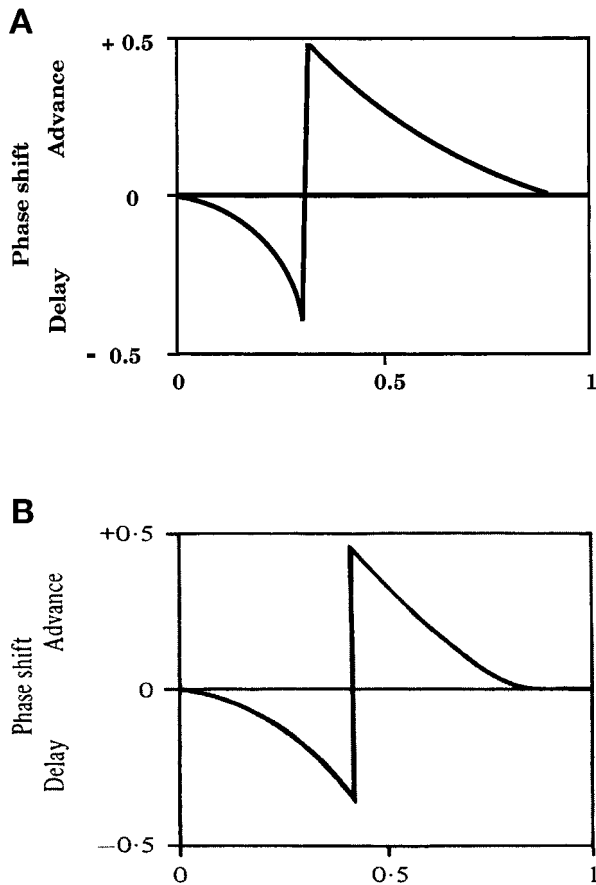 A
+ 0.5
Advance
Phase shift
0
Delay
- 0.5
0
0.5
1
B
+0·5
Advance
Phase shift
0
Delay
—0·5
0
0·5
1